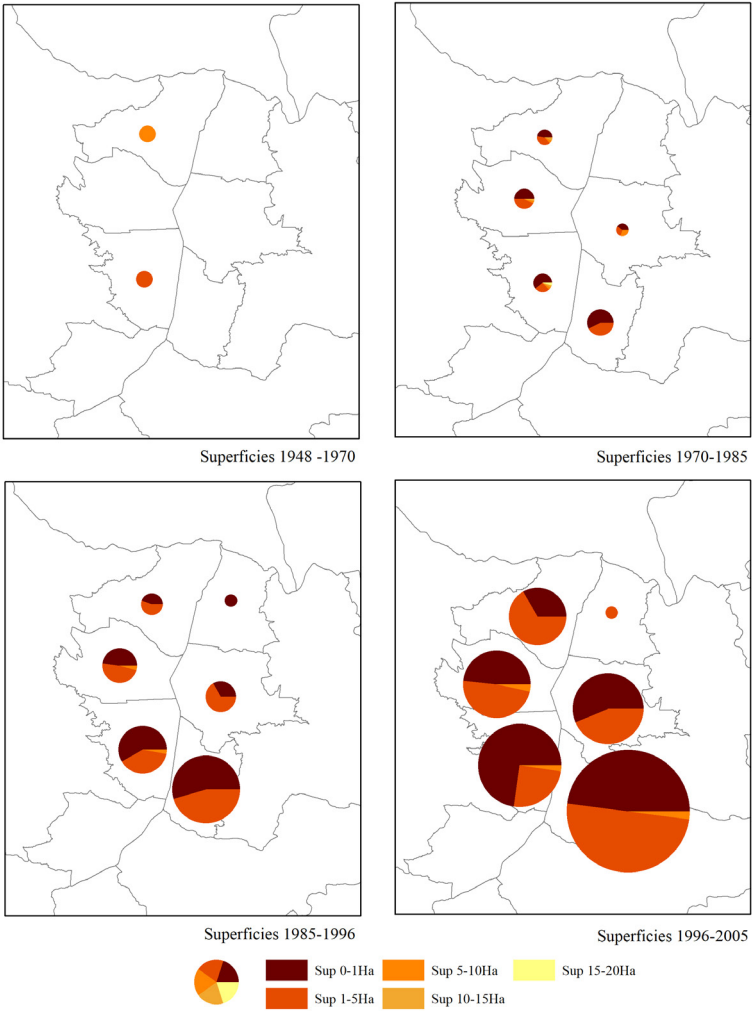 Superficies 1948 -1970
Superficies 1970-1985
Superficies 1985-1996
Superficies 1996-2005
Sup 0-1Ha
Sup 5-10Ha
Sup 15-20Ha
Sup 1-5Ha
Sup 10-15Ha